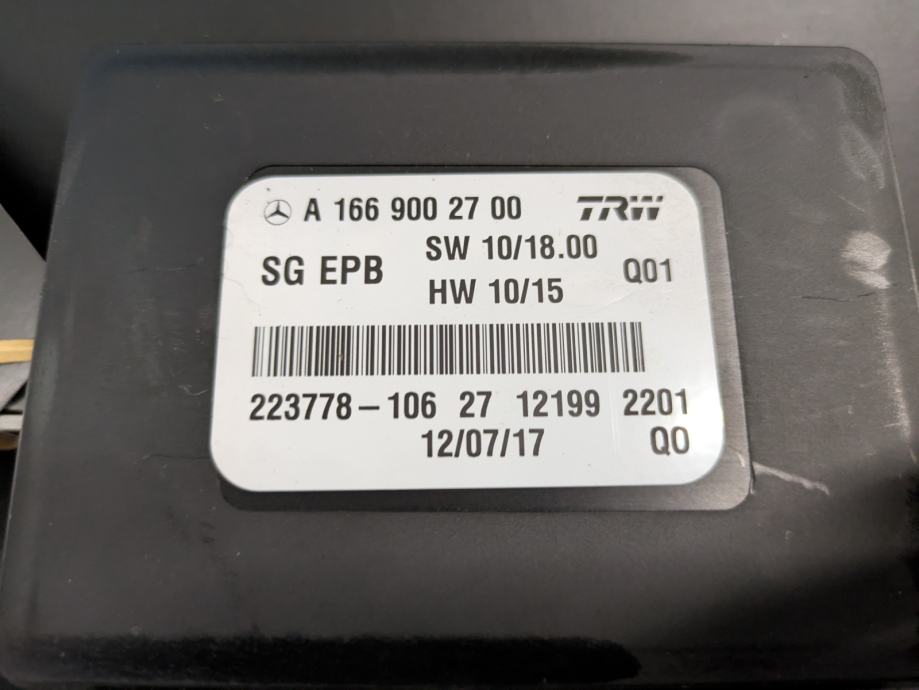 A 166 900 27 00 TRW
SW 10/18.00
SG EPB Q01
HW 10/15
223778-106 27 12199 2201
12/07/17 QO